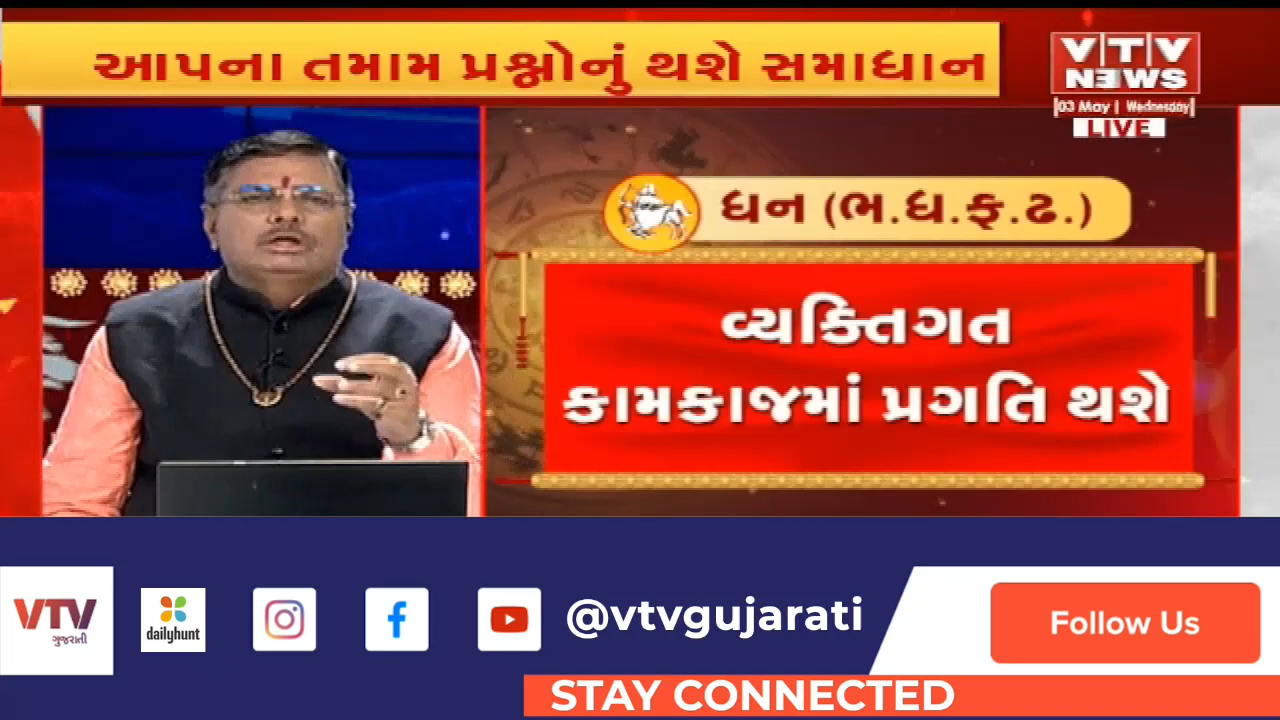 આપના તમામ પ્રશ્નોનું થશે સમાધાન
VTV
NEWS
03 May | Wednesday
LIVE
ધન (ભ.ધ.ફ.ઢ.)
વ્યક્તિગત
કામકાજમાં પ્રગતિ થશે
VTV
ગુજરાતી
dailyhunt
@vtvgujarati
Follow Us
STAY CONNECTED